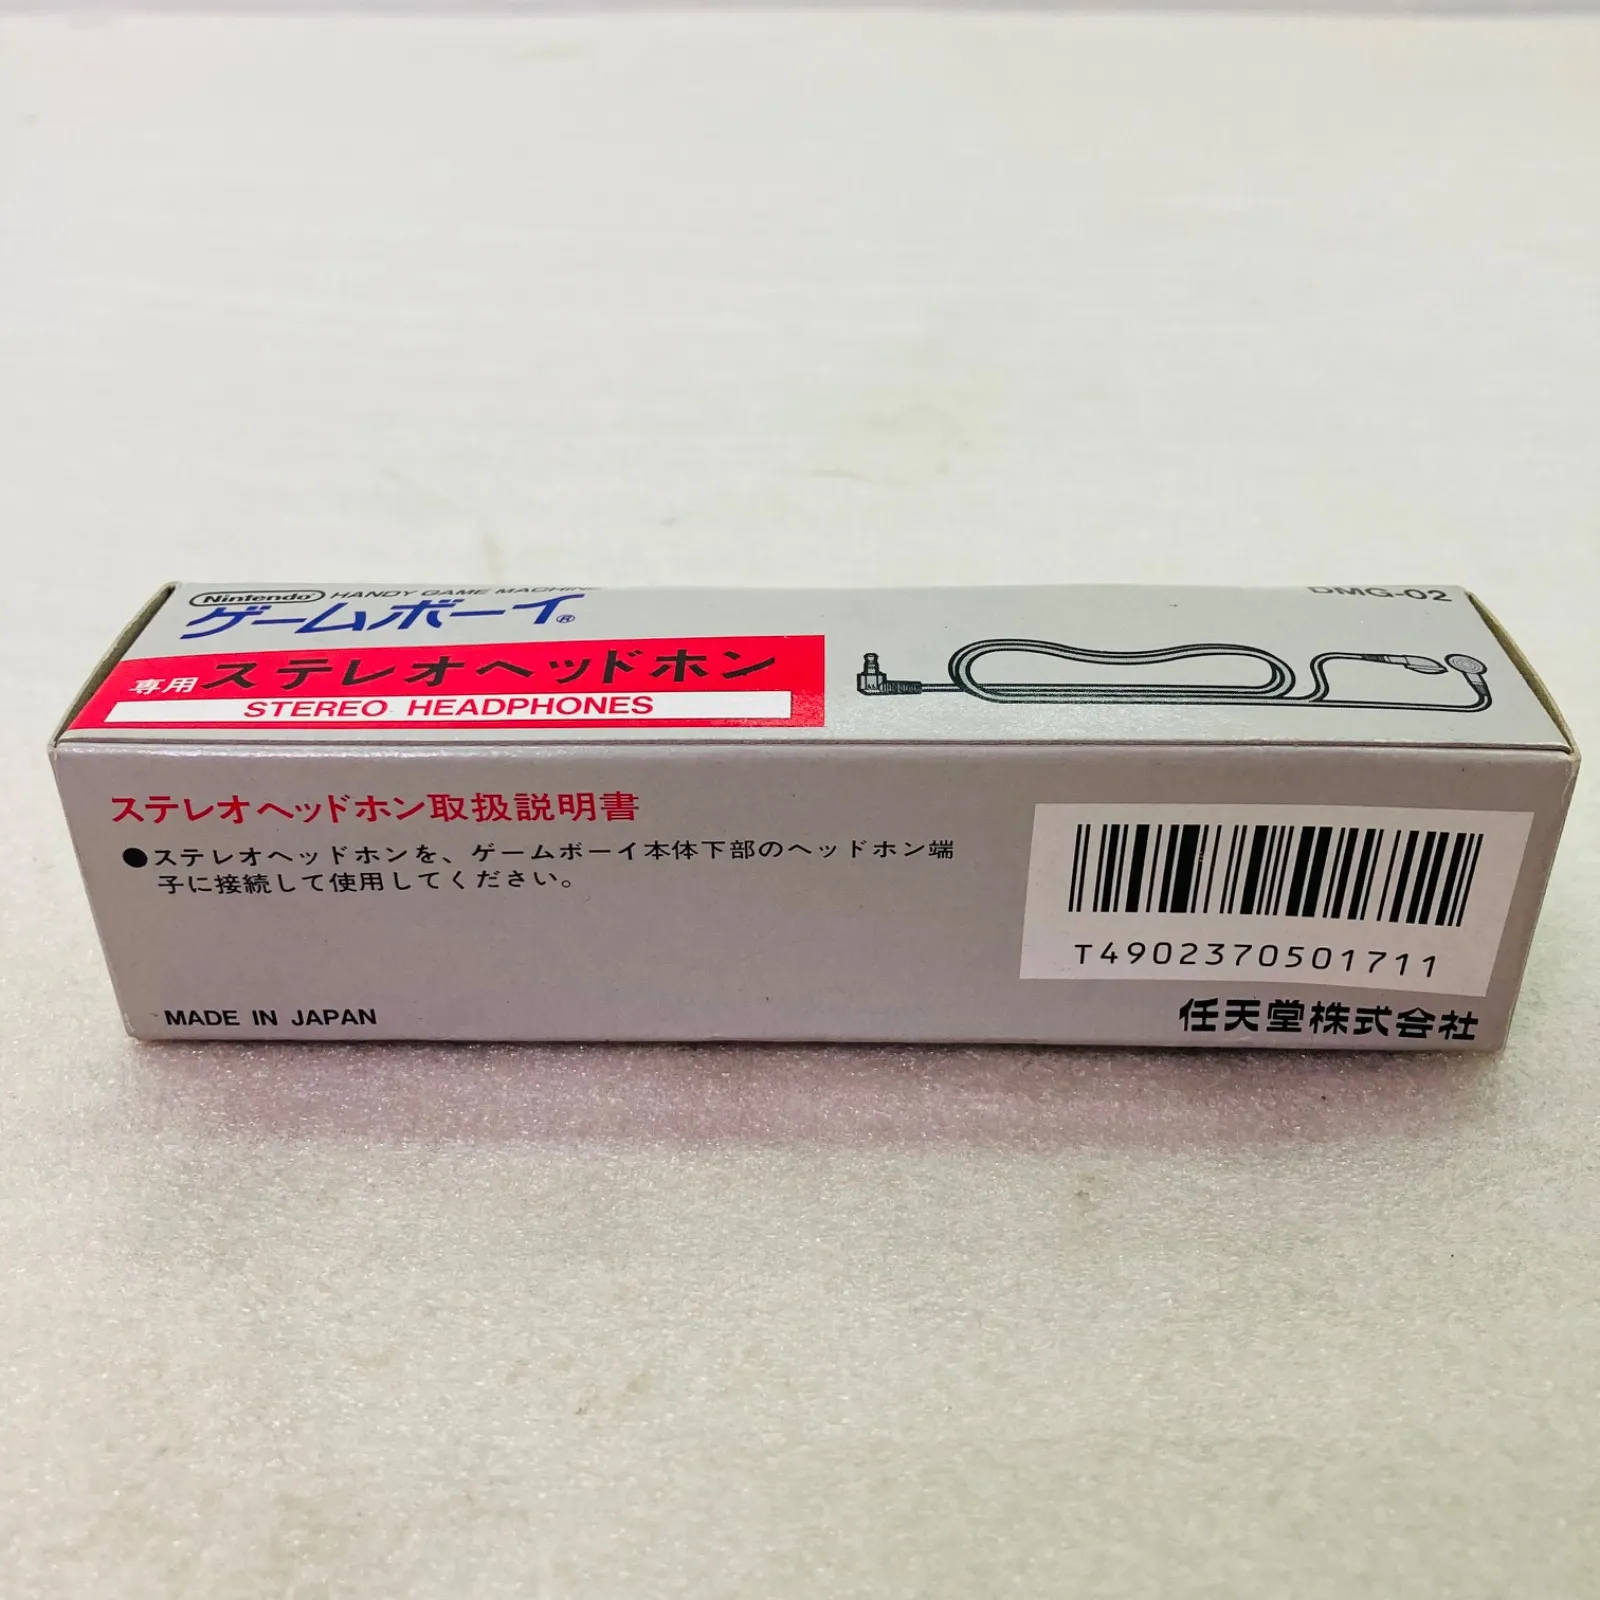 Nintendo HANDY GAME MACHINE
DMG-02
ゲームボーイ®
専用 ステレオヘッドホン
STEREO HEADPHONES
ステレオヘッドホン取扱説明書
●ステレオヘッドホンを、ゲームボーイ本体下部のヘッドホン端
子に接続して使用してください。
T4902370501711
MADE IN JAPAN
任天堂株式会社